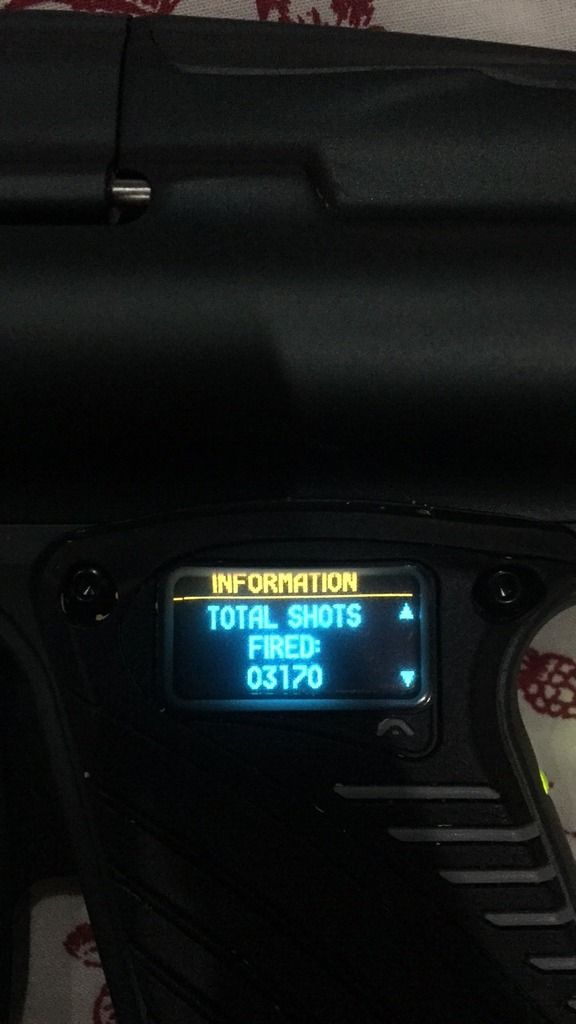 INFORMATION
TOTAL SHOTS
FIRED:
03170